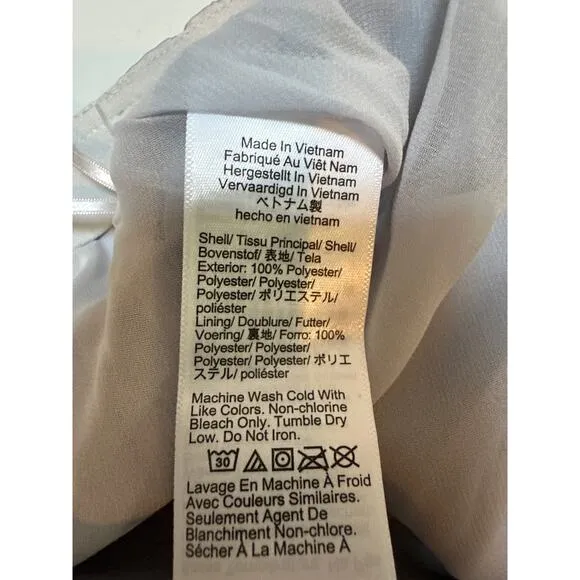 Made In Vietnam
Fabriqué Au Viêt Nam
Hergestellt In Vietnam
Vervaardigd In Vietnam
ベトナム製
hecho en vietnam
Shell/ Tissu Principal/ Shell/
Bovenstof/ 表地/ Tela
Exterior: 100% Polyester/
Polyester/ Polyester/
Polyester/ ポリエステル/
poliéster
Lining/ Doublure/ Futter/
Voering/ 裏地/ Forro: 100%
Polyester/ Polyester/
Polyester/ Polyester/ ポリエ
ステル/ poliéster
Machine Wash Cold With
Like Colors. Non-chlorine
Bleach Only. Tumble Dry
Low. Do Not Iron.
30
Lavage En Machine À Froid
Avec Couleurs Similaires.
Seulement Agent De
Blanchiment Non-chlore.
Sécher À La Machine À